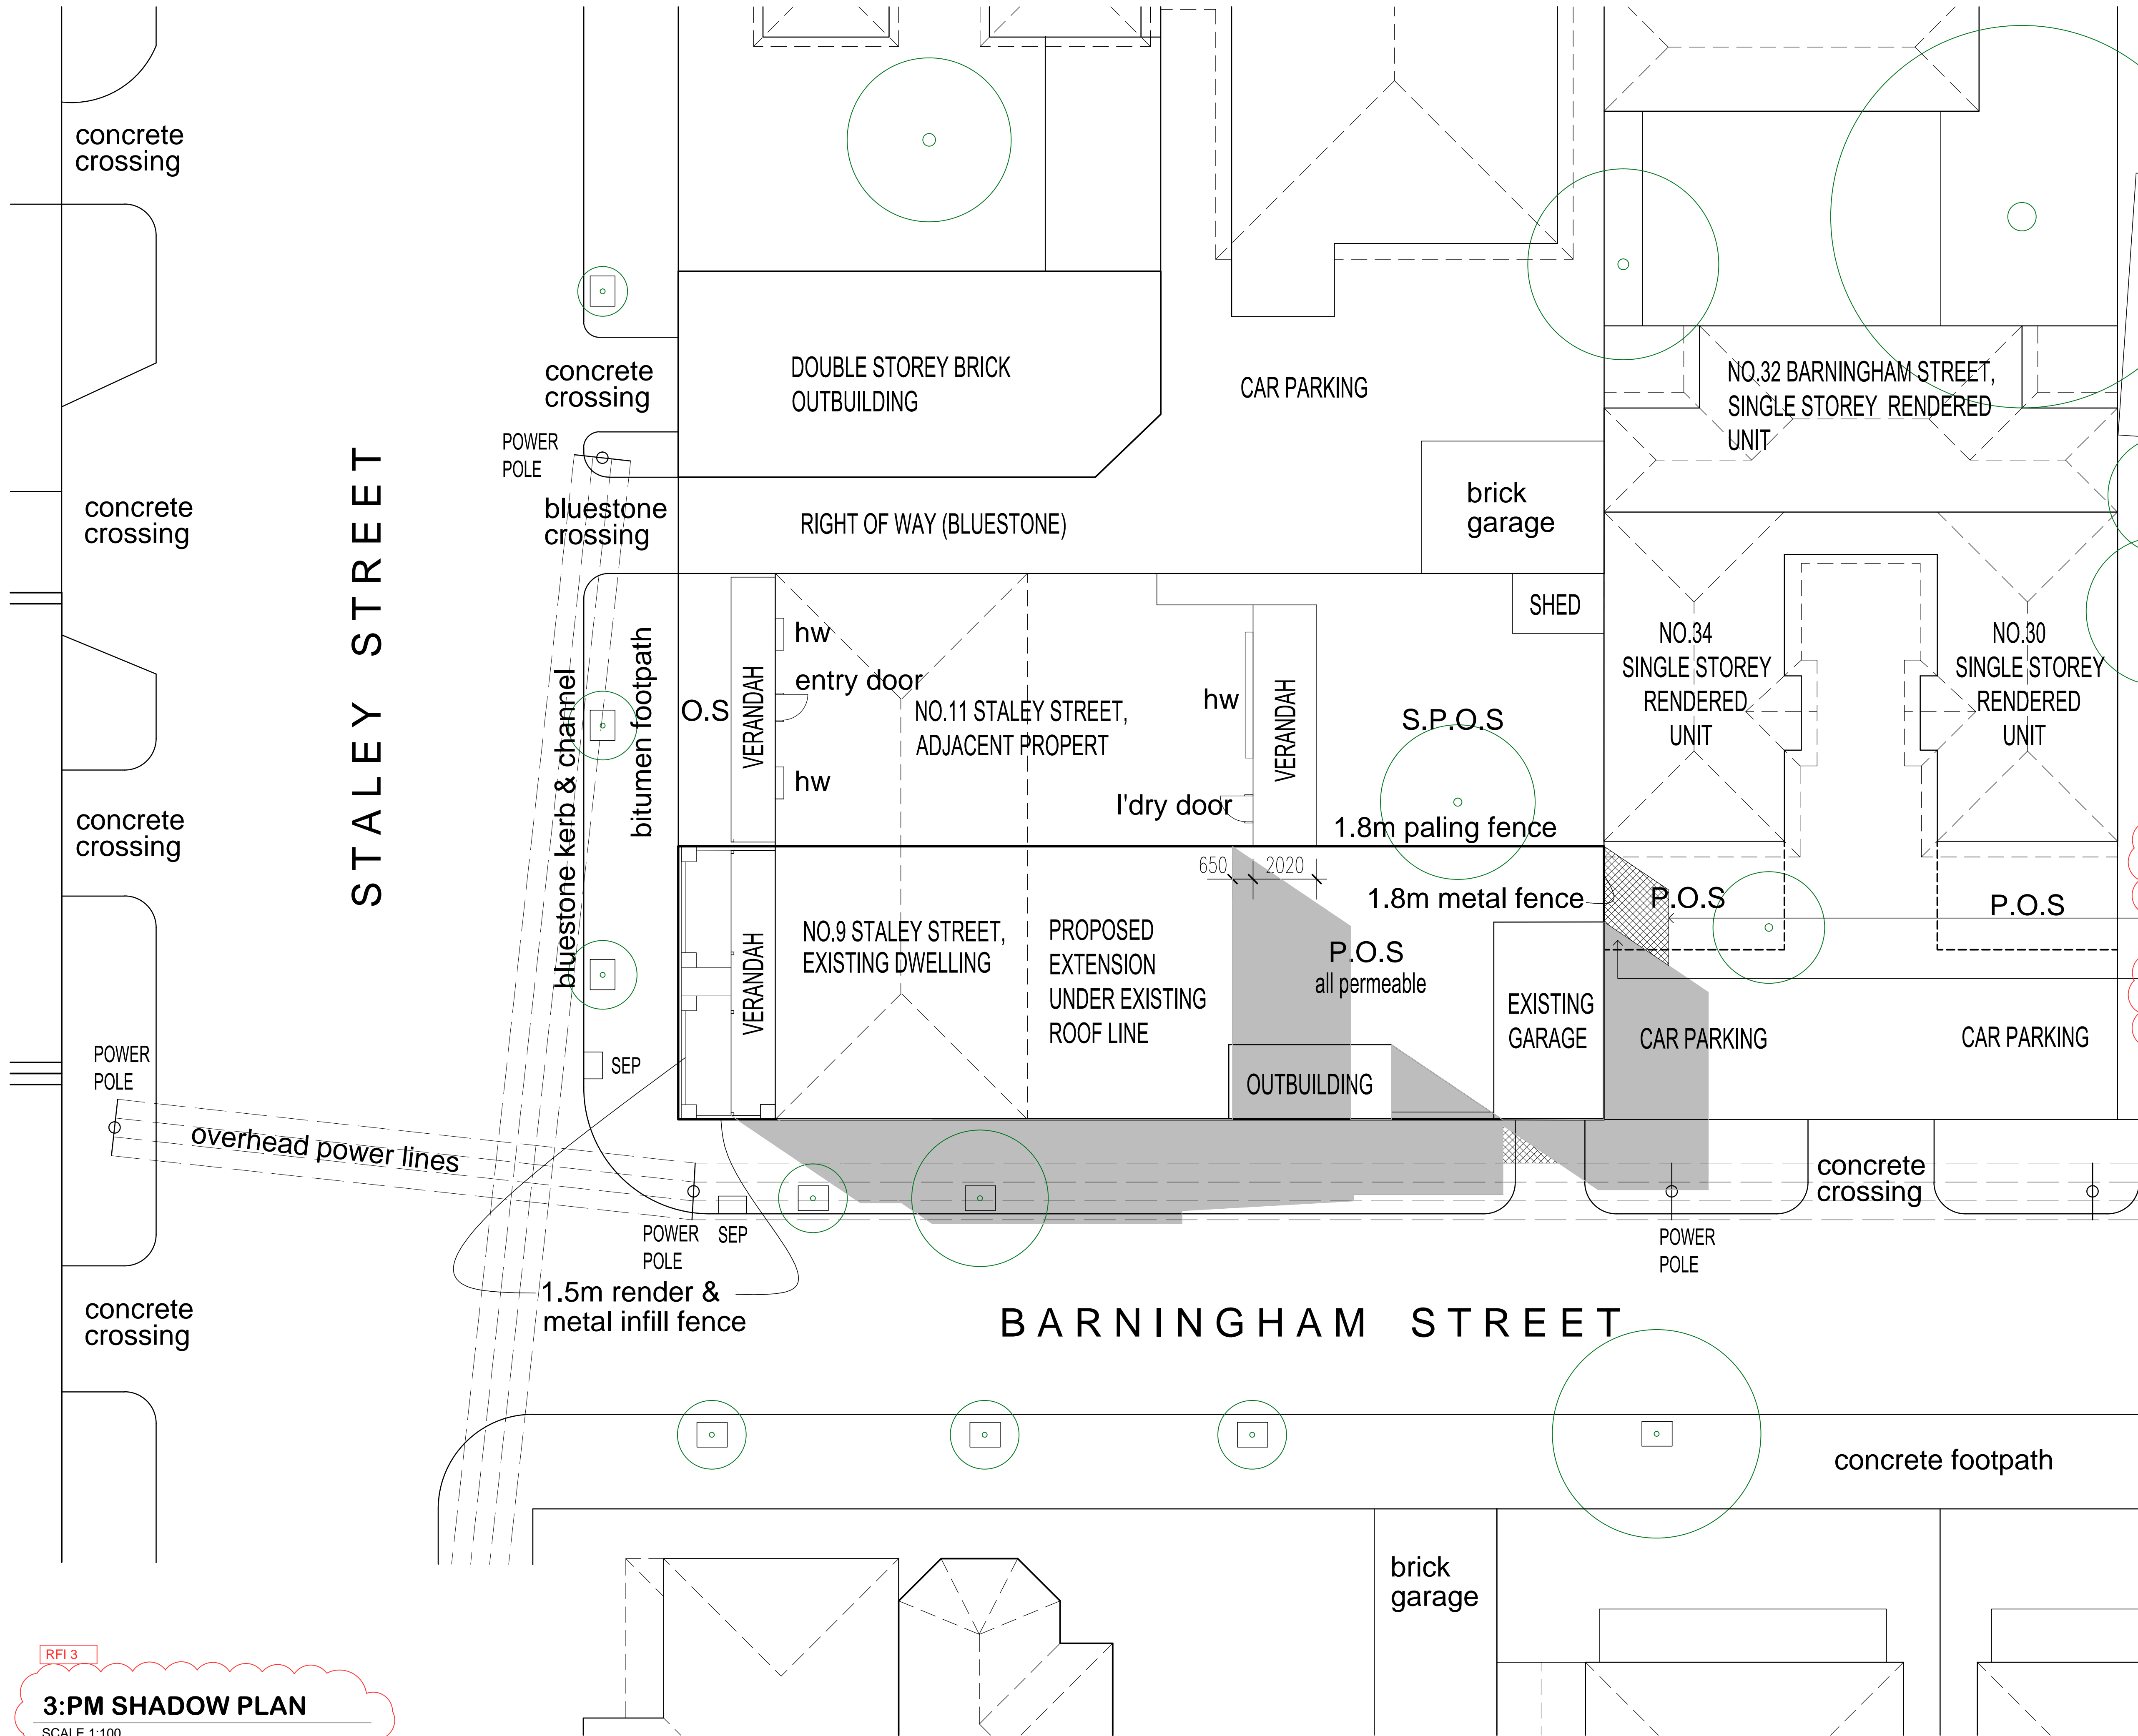 concrete
crossing
concrete
crossing
DOUBLE STOREY BRICK
OUTBUILDING
CAR PARKING
NO.32 BARNINGHAM STREET,
SINGLE STOREY RENDERED
UNIT
POWER
POLE
concrete
crossing
bluestone
crossing
RIGHT OF WAY (BLUESTONE)
brick
garage
STALEY STREET
SHED
hw
entry door
hw
O.S
VERANDAH
bitumen footpath
bluestone kerb & channel
NO.11 STALEY STREET,
ADJACENT PROPERT
hw
VERANDAH
l'dry door
S.P.O.S
NO.34
SINGLE STOREY
RENDERED
UNIT
NO.30
SINGLE STOREY
RENDERED
UNIT
concrete
crossing
1.8m paling fence
650
2020
1.8m metal fence
P.O.S
P.O.S
VERANDAH
NO.9 STALEY STREET,
EXISTING DWELLING
PROPOSED
EXTENSION
UNDER EXISTING
ROOF LINE
P.O.S
all permeable
EXISTING
GARAGE
CAR PARKING
CAR PARKING
OUTBUILDING
POWER
POLE
SEP
overhead power lines
concrete
crossing
POWER
POLE
SEP
POWER
POLE
1.5m render &
metal infill fence
concrete
crossing
BARNINGHAM STREET
concrete footpath
brick
garage
RFI 3
3:PM SHADOW PLAN
SCALE 1:100